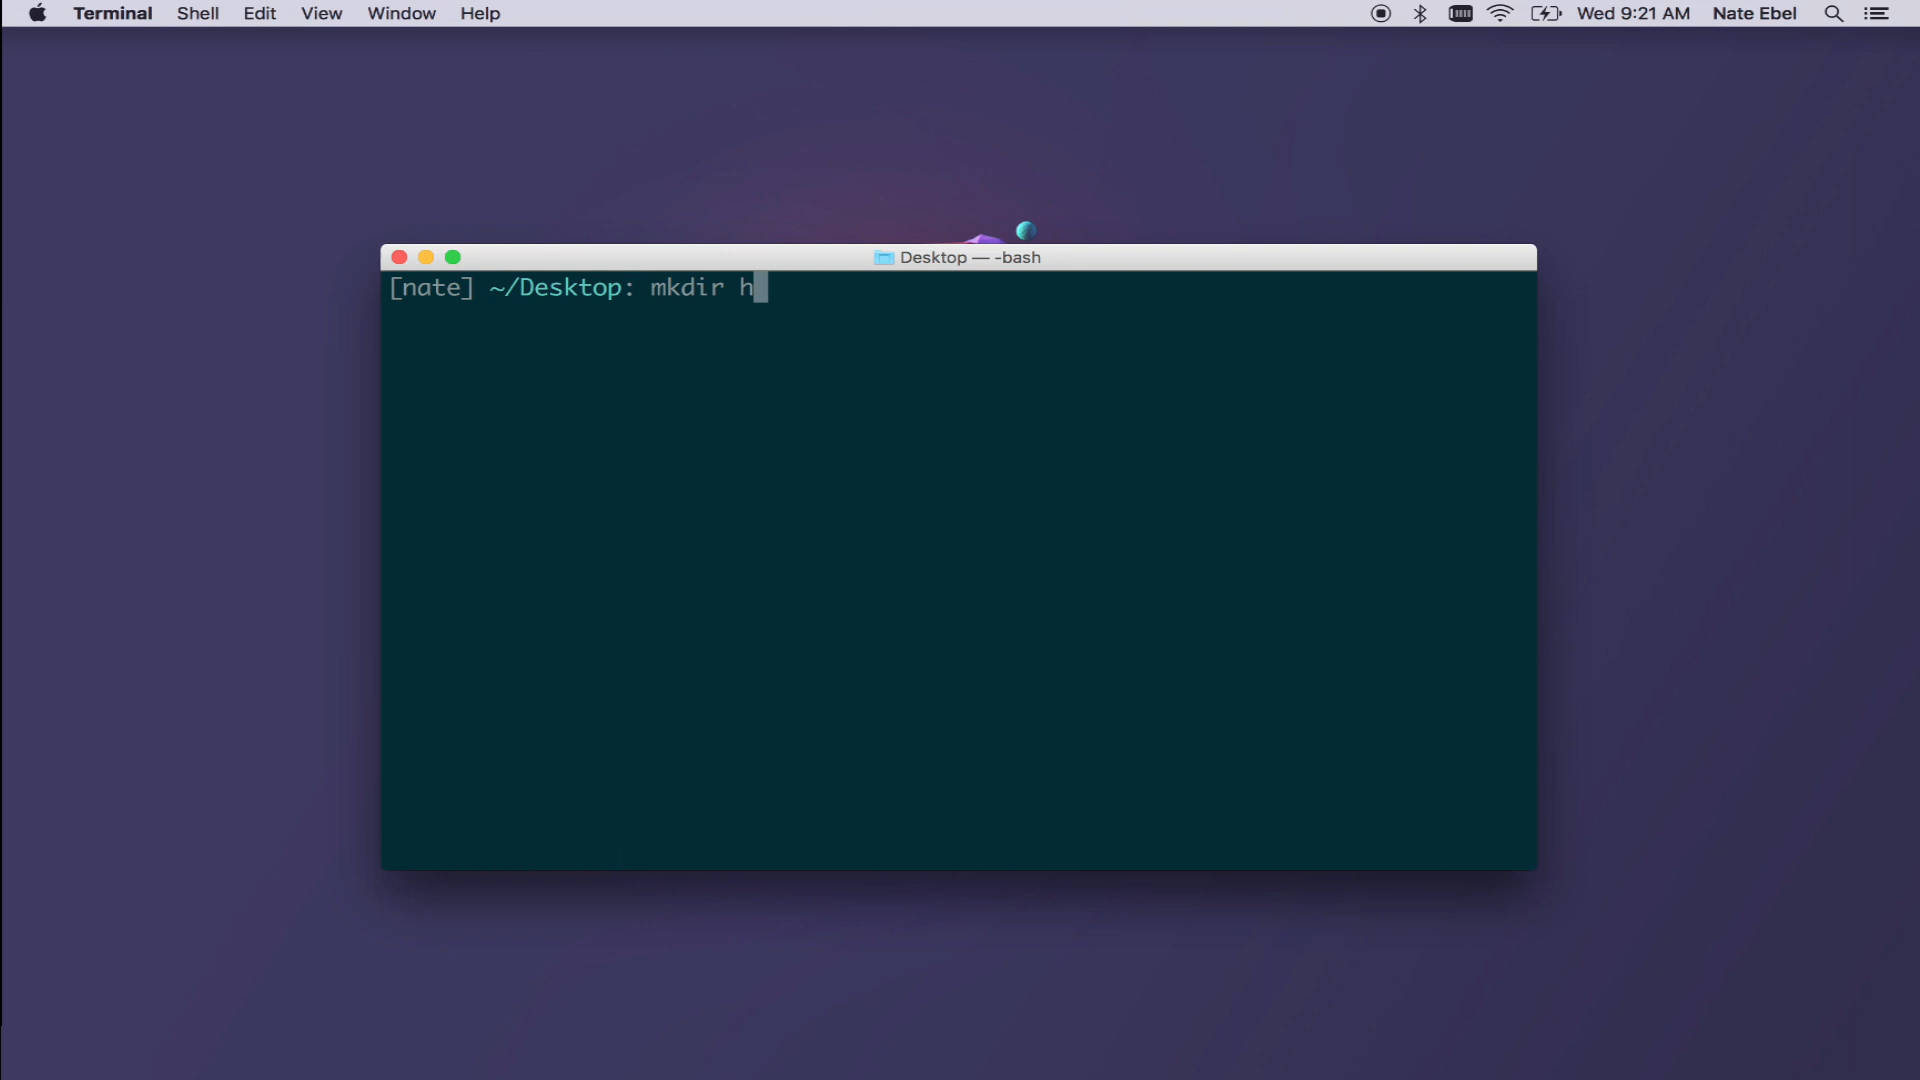 Terminal Shell Edit View Window Help Wed 9:21 AM Nate Ebel
Desktop — -bash
[nate] ~/Desktop: mkdir h